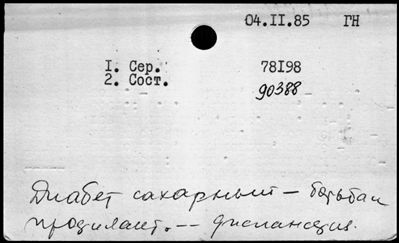 04.II.85 ГН
I. Сер. 78I98
2. Сост. 90388
Диабет сахарный – борьба и
профилакт. -- диспансериз.